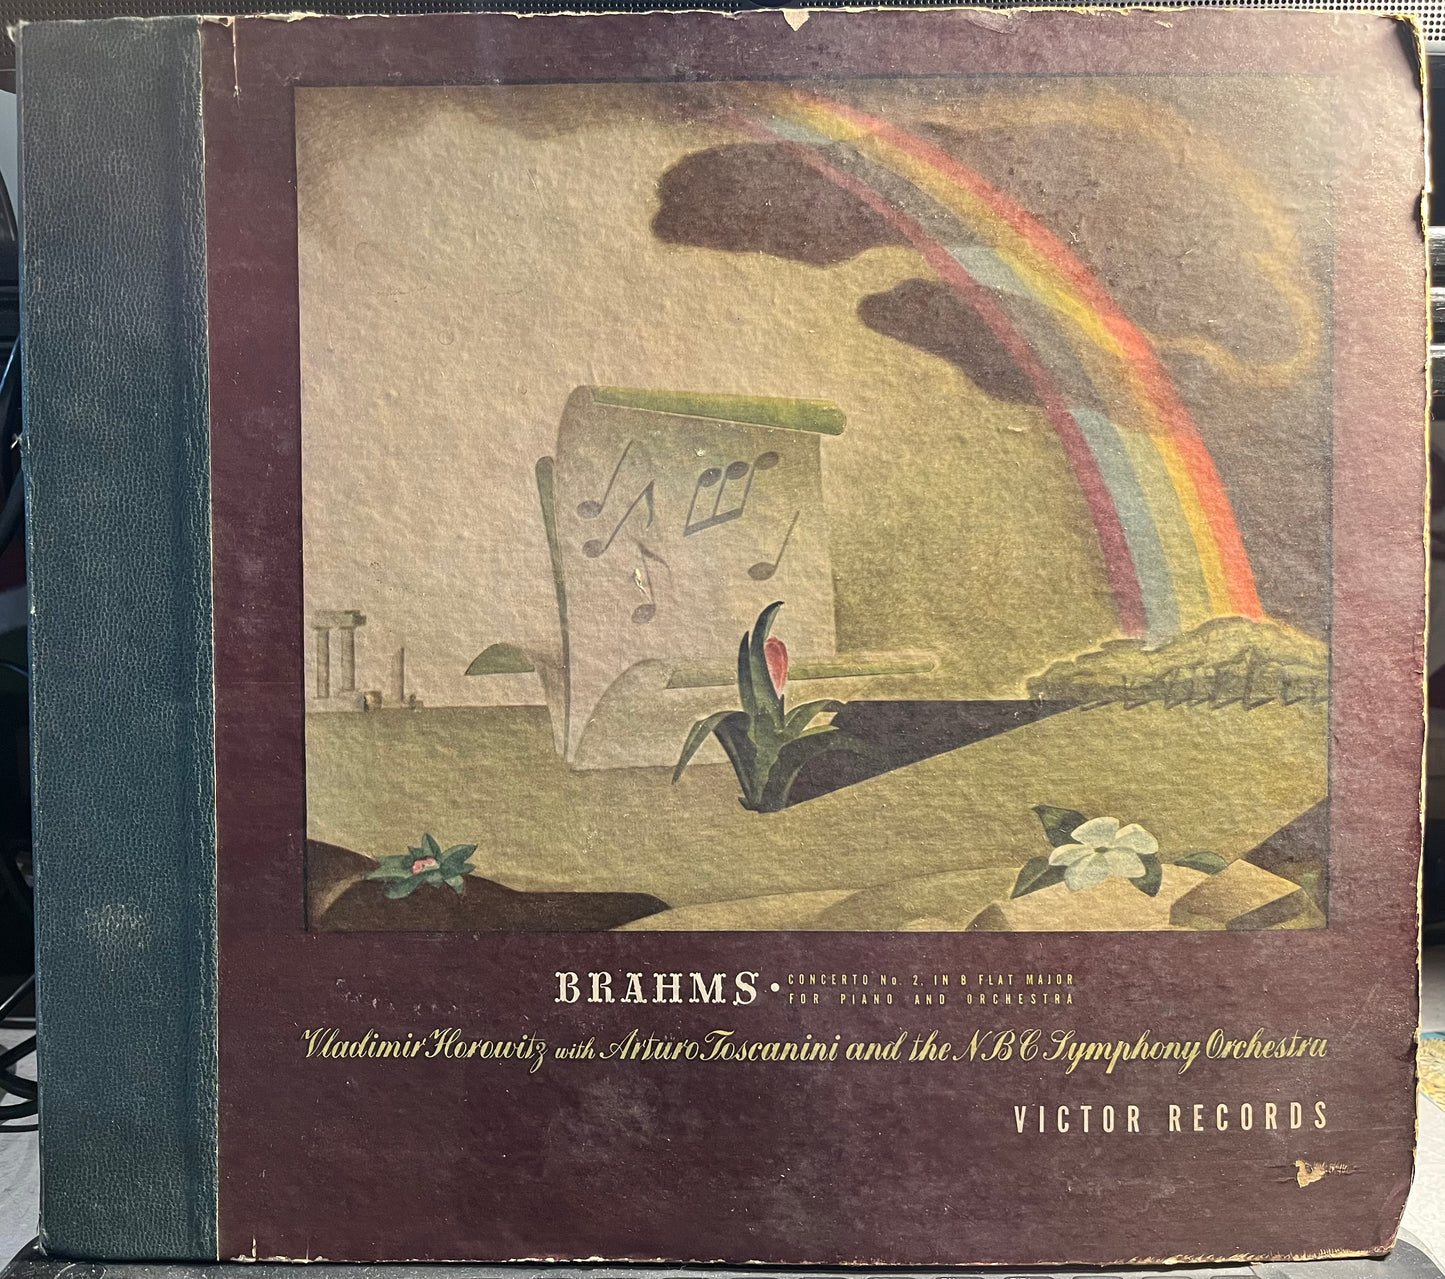 BRAHMS • CONCERTO No. 2, IN B FLAT MAJOR
FOR PIANO AND ORCHESTRA
Vladimir Horowitz with Arturo Toscanini and the NBC Symphony Orchestra
VICTOR RECORDS